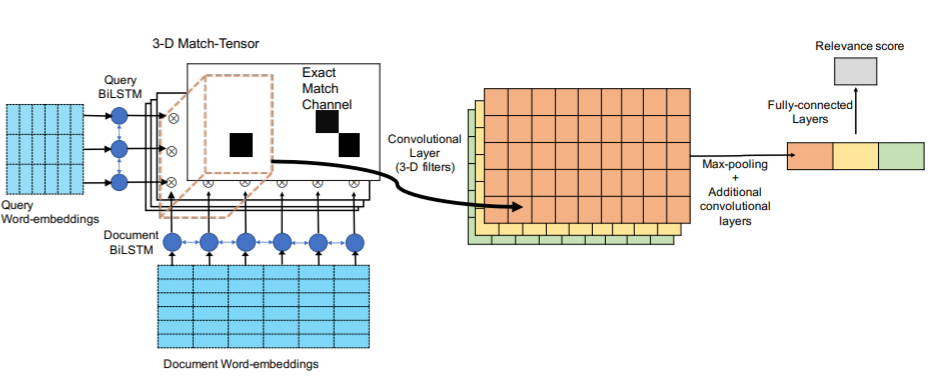 3-D Match-Tensor
Query
BiLSTM
Exact
Match
Channel
Query
Word-embeddings
Document
BiLSTM
Document Word-embeddings
Convolutional
Layer
(3-D filters)
Max-pooling
+
Additional
convolutional
layers
Relevance score
Fully-connected
Layers